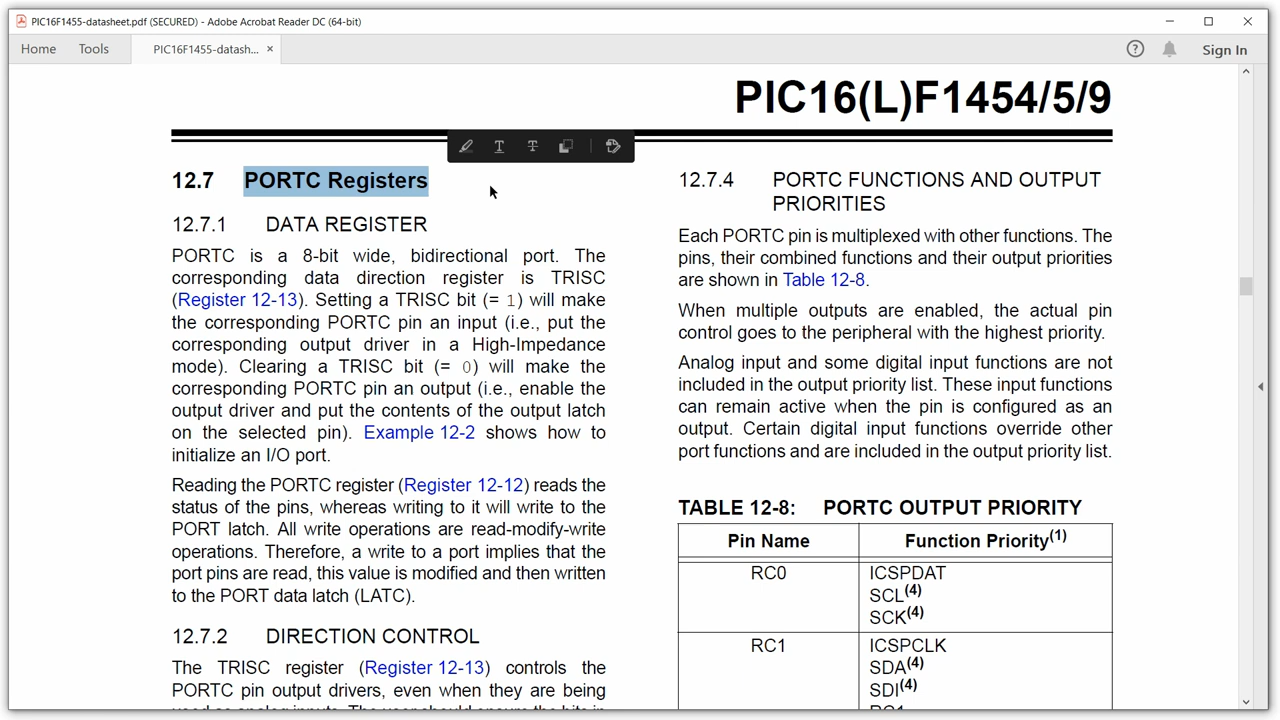 PIC16F1455-datasheet.pdf (SECURED) - Adobe Acrobat Reader DC (64-bit)
Home Tools PIC16F1455-datash... × Sign In
PIC16(L)F1454/5/9
12.7 PORTC Registers
12.7.1 DATA REGISTER
PORTC is a 8-bit wide, bidirectional port. The
corresponding data direction register is TRISC
(Register 12-13). Setting a TRISC bit (= 1) will make
the corresponding PORTC pin an input (i.e., put the
corresponding output driver in a High-Impedance
mode). Clearing a TRISC bit (= 0) will make the
corresponding PORTC pin an output (i.e., enable the
output driver and put the contents of the output latch
on the selected pin). Example 12-2 shows how to
initialize an I/O port.
Reading the PORTC register (Register 12-12) reads the
status of the pins, whereas writing to it will write to the
PORT latch. All write operations are read-modify-write
operations. Therefore, a write to a port implies that the
port pins are read, this value is modified and then written
to the PORT data latch (LATC).
12.7.2 DIRECTION CONTROL
The TRISC register (Register 12-13) controls the
PORTC pin output drivers, even when they are being
used as analog inputs. The user should ensure the bits in
12.7.4 PORTC FUNCTIONS AND OUTPUT
PRIORITIES
Each PORTC pin is multiplexed with other functions. The
pins, their combined functions and their output priorities
are shown in Table 12-8.
When multiple outputs are enabled, the actual pin
control goes to the peripheral with the highest priority.
Analog input and some digital input functions are not
included in the output priority list. These input functions
can remain active when the pin is configured as an
output. Certain digital input functions override other
port functions and are included in the output priority list.
TABLE 12-8: PORTC OUTPUT PRIORITY
Pin Name Function Priority(1)
RC0 ICSPDAT
SCL(4)
SCK(4)
RC1 ICSPCLK
SDA(4)
SDI(4)
RC1